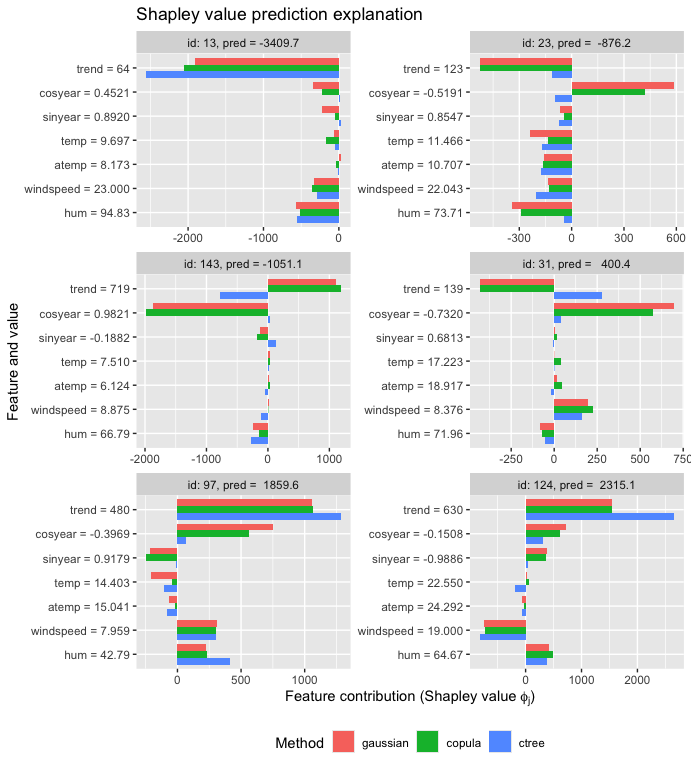 Shapley value prediction explanation
id: 13, pred = -3409.7
id: 23, pred =  -876.2
trend = 64
cosyear = 0.4521
sinyear = 0.8920
temp = 9.697
atemp = 8.173
windspeed = 23.000
hum = 94.83
-2000 -1000 0
trend = 123
cosyear = -0.5191
sinyear = 0.8547
temp = 11.466
atemp = 10.707
windspeed = 22.043
hum = 73.71
-300 0 300 600
id: 143, pred = -1051.1
id: 31, pred =   400.4
trend = 719
cosyear = 0.9821
sinyear = -0.1882
temp = 7.510
atemp = 6.124
windspeed = 8.875
hum = 66.79
-2000 -1000 0 1000
trend = 139
cosyear = -0.7320
sinyear = 0.6813
temp = 17.223
atemp = 18.917
windspeed = 8.376
hum = 71.96
-250 0 250 500 750
id: 97, pred =  1859.6
id: 124, pred =  2315.1
trend = 480
cosyear = -0.3969
sinyear = 0.9179
temp = 14.403
atemp = 15.041
windspeed = 7.959
hum = 42.79
0 500 1000
trend = 630
cosyear = -0.1508
sinyear = -0.9886
temp = 22.550
atemp = 24.292
windspeed = 19.000
hum = 64.67
0 1000 2000
Feature and value
Feature contribution (Shapley value ϕj)
Method gaussian copula ctree